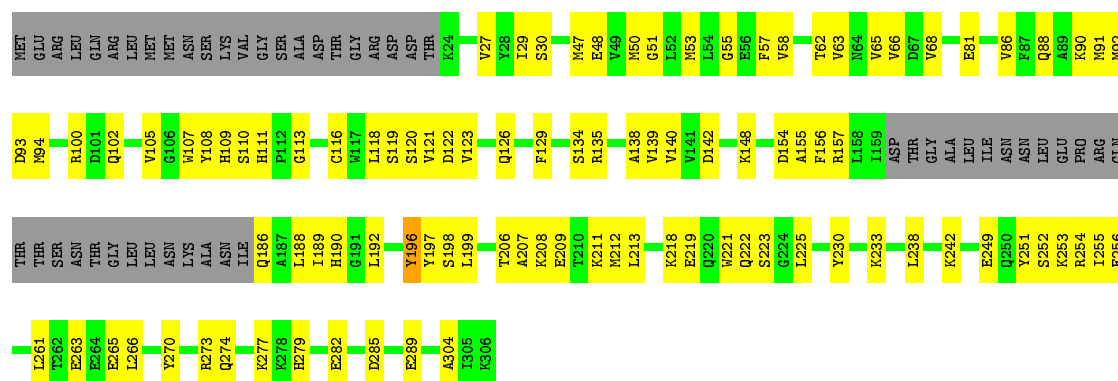 MET GLU ARG LEU GLN ARG LEU MET MET ASN SER LYS VAL GLY SER ALA ASP THR GLY ARG ASP ASP THR K24 V27 Y28 I29 S30 M47 E48 V49 M50 G51 L52 M53 L54 G55 E56 F57 V58 T62 V63 N64 V65 V66 D67 V68 E81 V86 F87 Q88 A89 K90 M91 M92
D93 M94 R100 D101 Q102 V105 G106 W107 Y108 H109 S110 H111 P112 G113 C116 W117 L118 S119 S120 V121 D122 V123 Q126 F129 S134 R135 A138 V139 V140 V141 D142 K148 D154 A155 F156 R157 L158 I159 ASP THR GLY ALA LEU ILE ASN ASN LEU GLU PRO ARG GLN
THR THR SER ASN THR GLY LEU LEU ASN LYS ALA ASN ILE Q186 A187 L188 I189 H190 G191 L192 Y196 Y197 S198 L199 T206 A207 K208 E209 T210 K211 M212 L213 K218 E219 Q220 W221 Q222 S223 G224 L225 Y230 K233 L238 K242 E249 Q250 Y251 S252 K253 R254 I255 E256
L261 T262 E263 E264 E265 L266 Y270 R273 Q274 K277 K278 H279 E282 D285 E289 A304 I305 K306